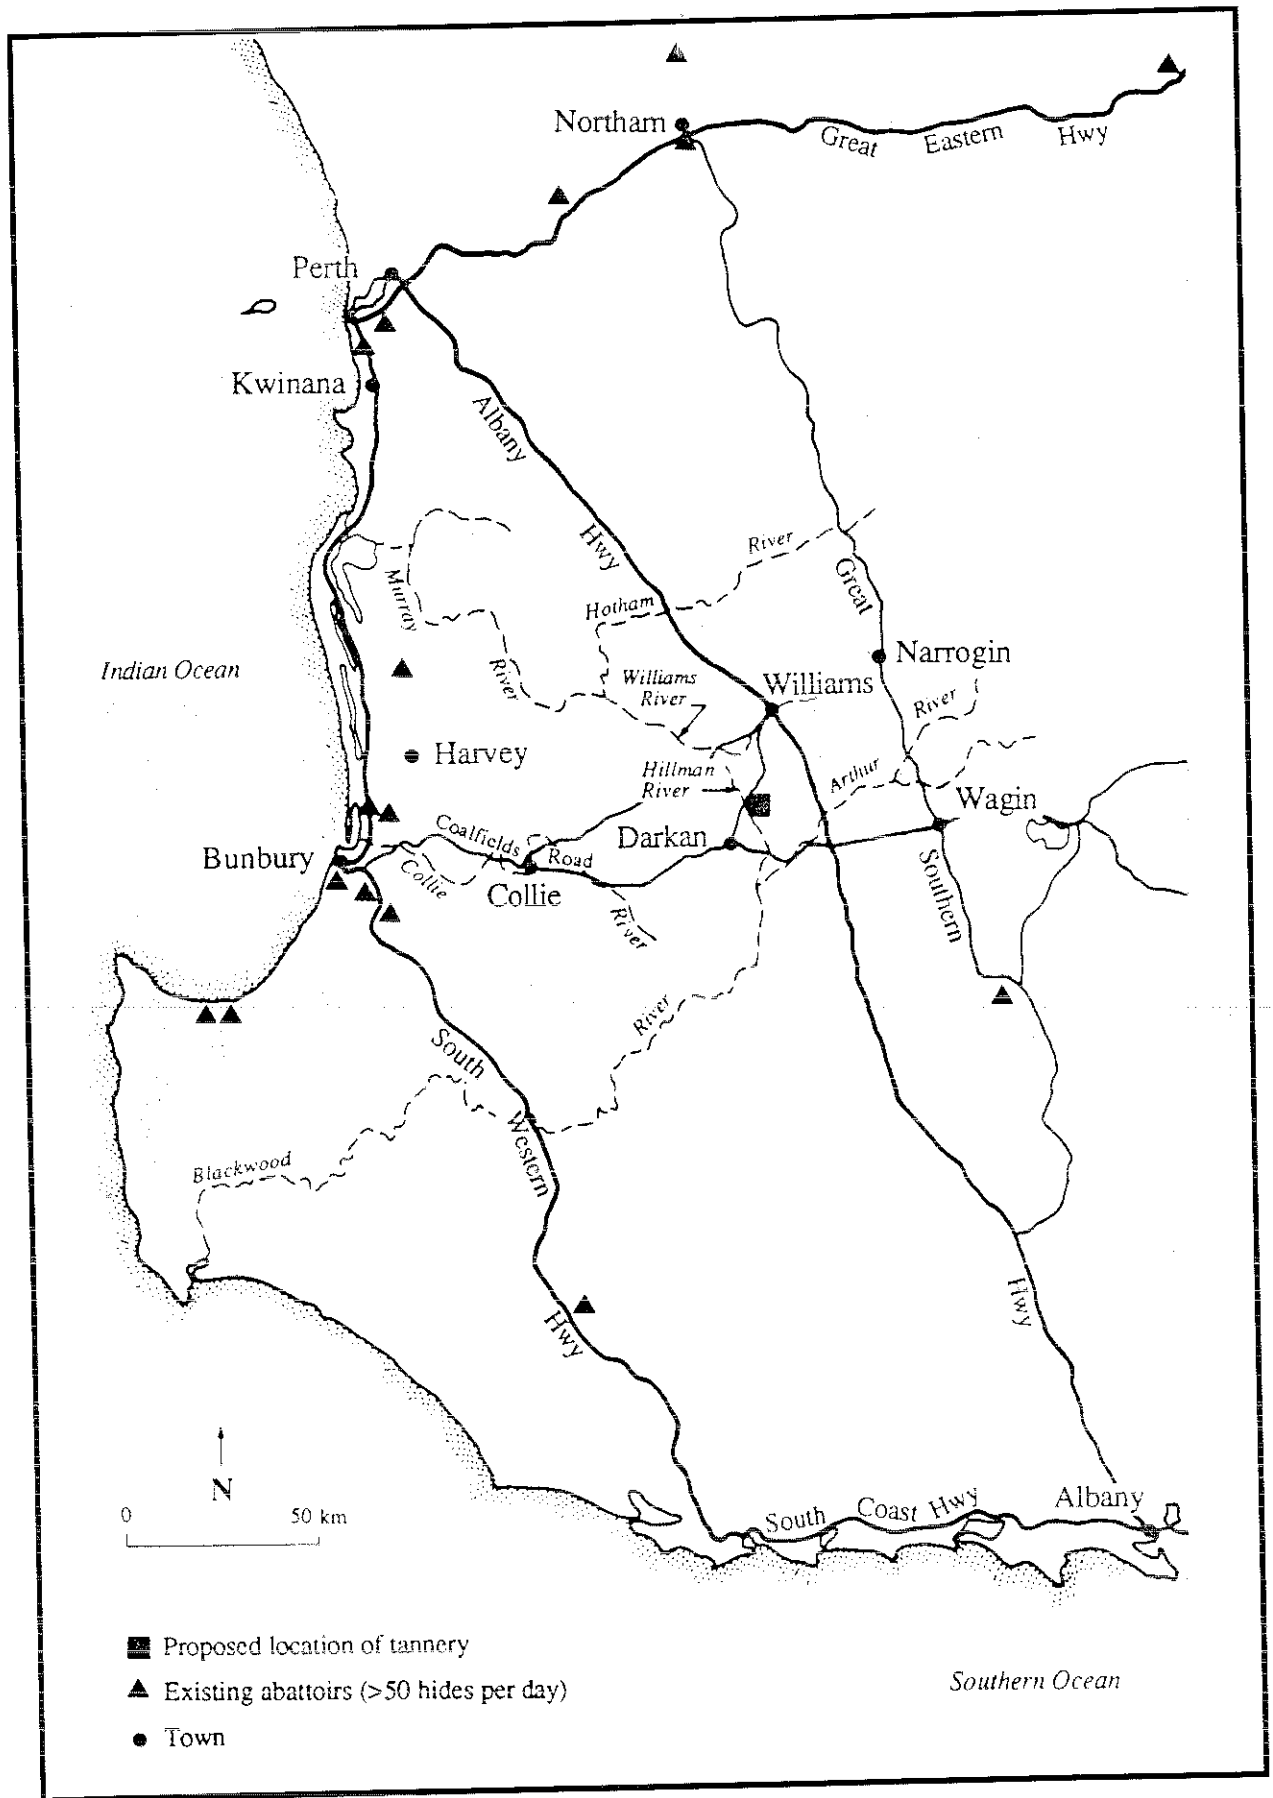 Northam
Great Eastern Hwy
Perth
Kwinana
Albany
Hwy
River
Hotham
Murray
River
Great
Indian Ocean
Narrogin
Williams
River
Williams
River
Harvey
Hillman
River
Arthur
Wagin
Darkan
Coalfields
Road
Bunbury
Collie
Collie
River
Southern
River
South
Western
Blackwood
Hwy
Hwy
N
0 50 km
South Coast Hwy
Albany
Proposed location of tannery
Existing abattoirs (>50 hides per day)
Town
Southern Ocean